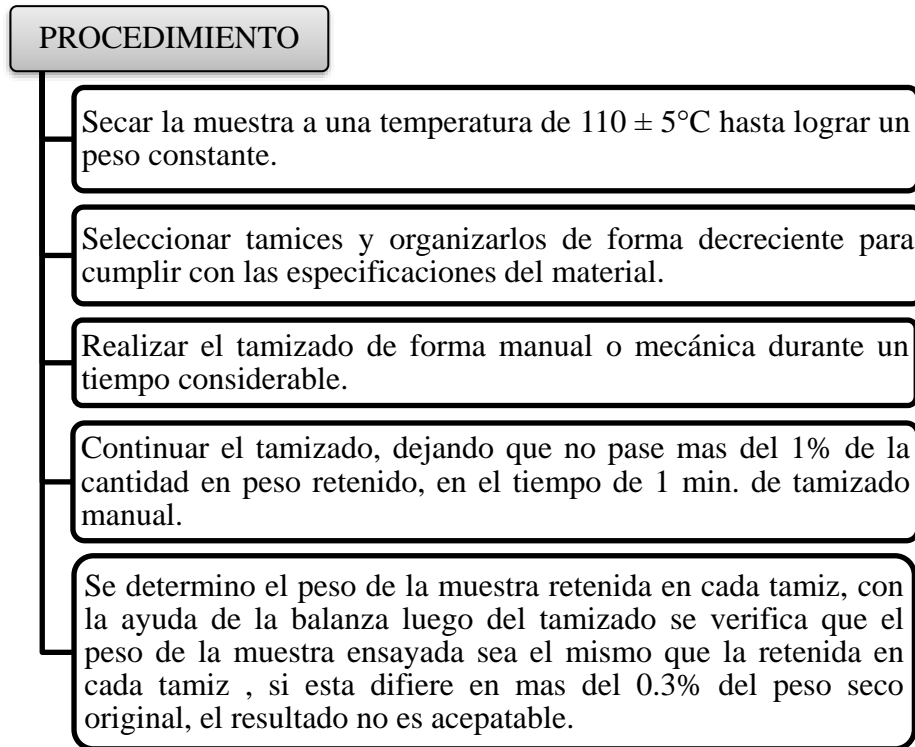 PROCEDIMIENTO
Secar la muestra a una temperatura de 110 ± 5°C hasta lograr un
peso constante.
Seleccionar tamices y organizarlos de forma decreciente para
cumplir con las especificaciones del material.
Realizar el tamizado de forma manual o mecánica durante un
tiempo considerable.
Continuar el tamizado, dejando que no pase mas del 1% de la
cantidad en peso retenido, en el tiempo de 1 min. de tamizado
manual.
Se determino el peso de la muestra retenida en cada tamiz, con
la ayuda de la balanza luego del tamizado se verifica que el
peso de la muestra ensayada sea el mismo que la retenida en
cada tamiz , si esta difiere en mas del 0.3% del peso seco
original, el resultado no es acepatable.